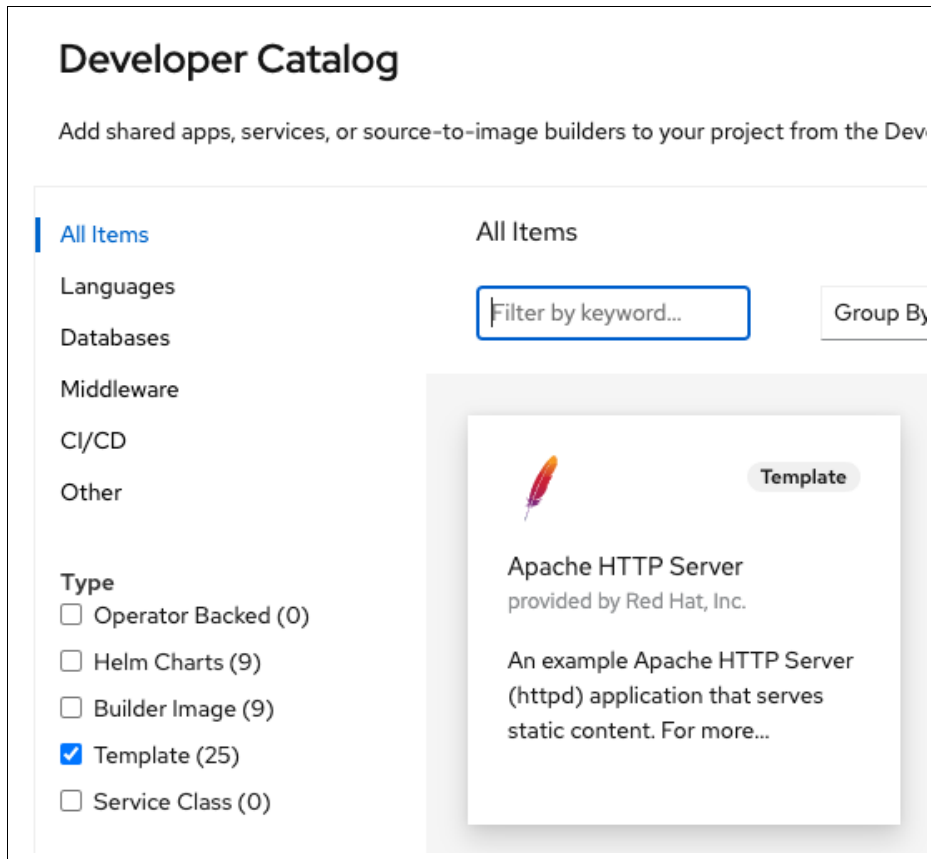 Developer Catalog
Add shared apps, services, or source-to-image builders to your project from the Dev
All Items
Languages
Databases
Middleware
CI/CD
Other
Type
Operator Backed (0)
Helm Charts (9)
Builder Image (9)
Template (25)
Service Class (0)
All Items
Filter by keyword...
Group By
Template
Apache HTTP Server
provided by Red Hat, Inc.
An example Apache HTTP Server
(httpd) application that serves
static content. For more...